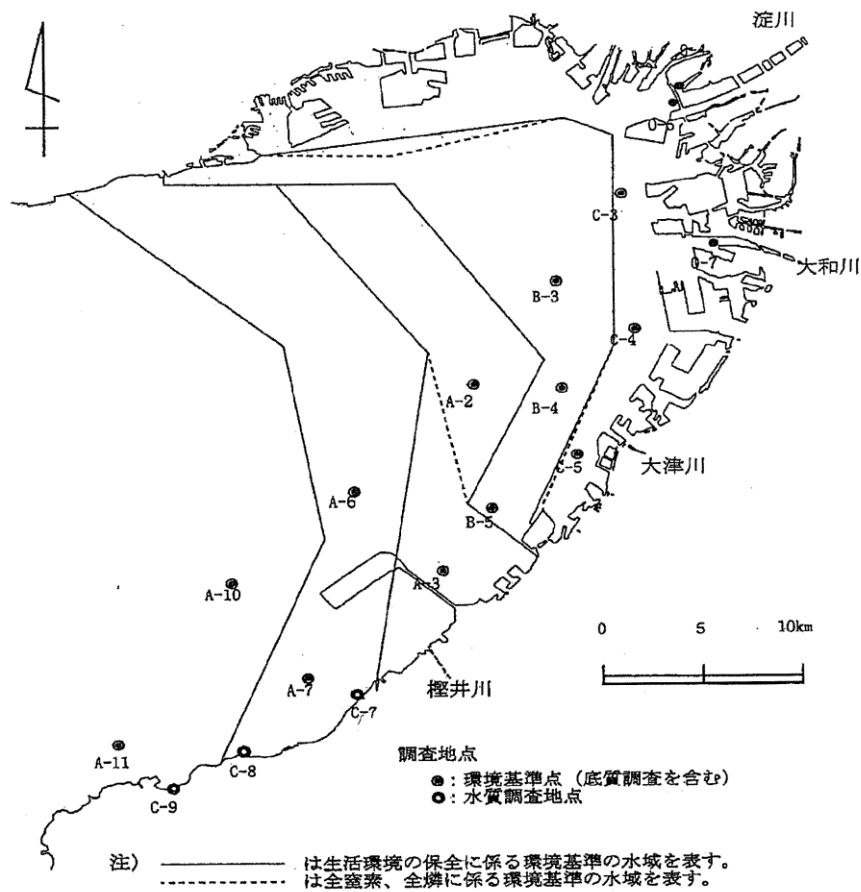 淀川
C-3
大和川
B-3
C-4
A-2
B-4
大津川
C-5
A-6
B-5
A-3
A-10
0 5 10km
A-7
樫井川
C-7
A-11
C-8
C-9
調査地点
◉：環境基準点（底質調査を含む）
○：水質調査地点
注） ――― は生活環境の保全に係る環境基準の水域を表す。
------- は全窒素、全燐に係る環境基準の水域を表す。